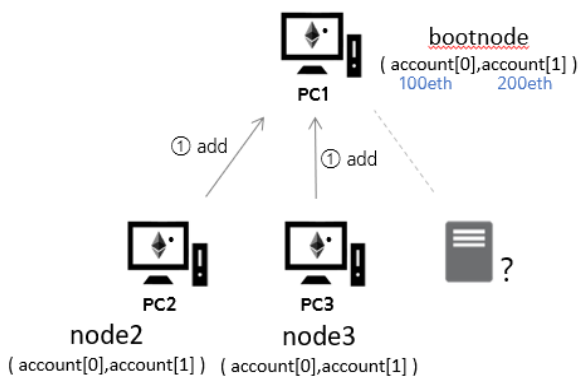 bootnode
( account[0],account[1] )
100eth 200eth
PC1
① add
① add
?
PC2
PC3
node2
node3
( account[0],account[1] )
( account[0],account[1] )